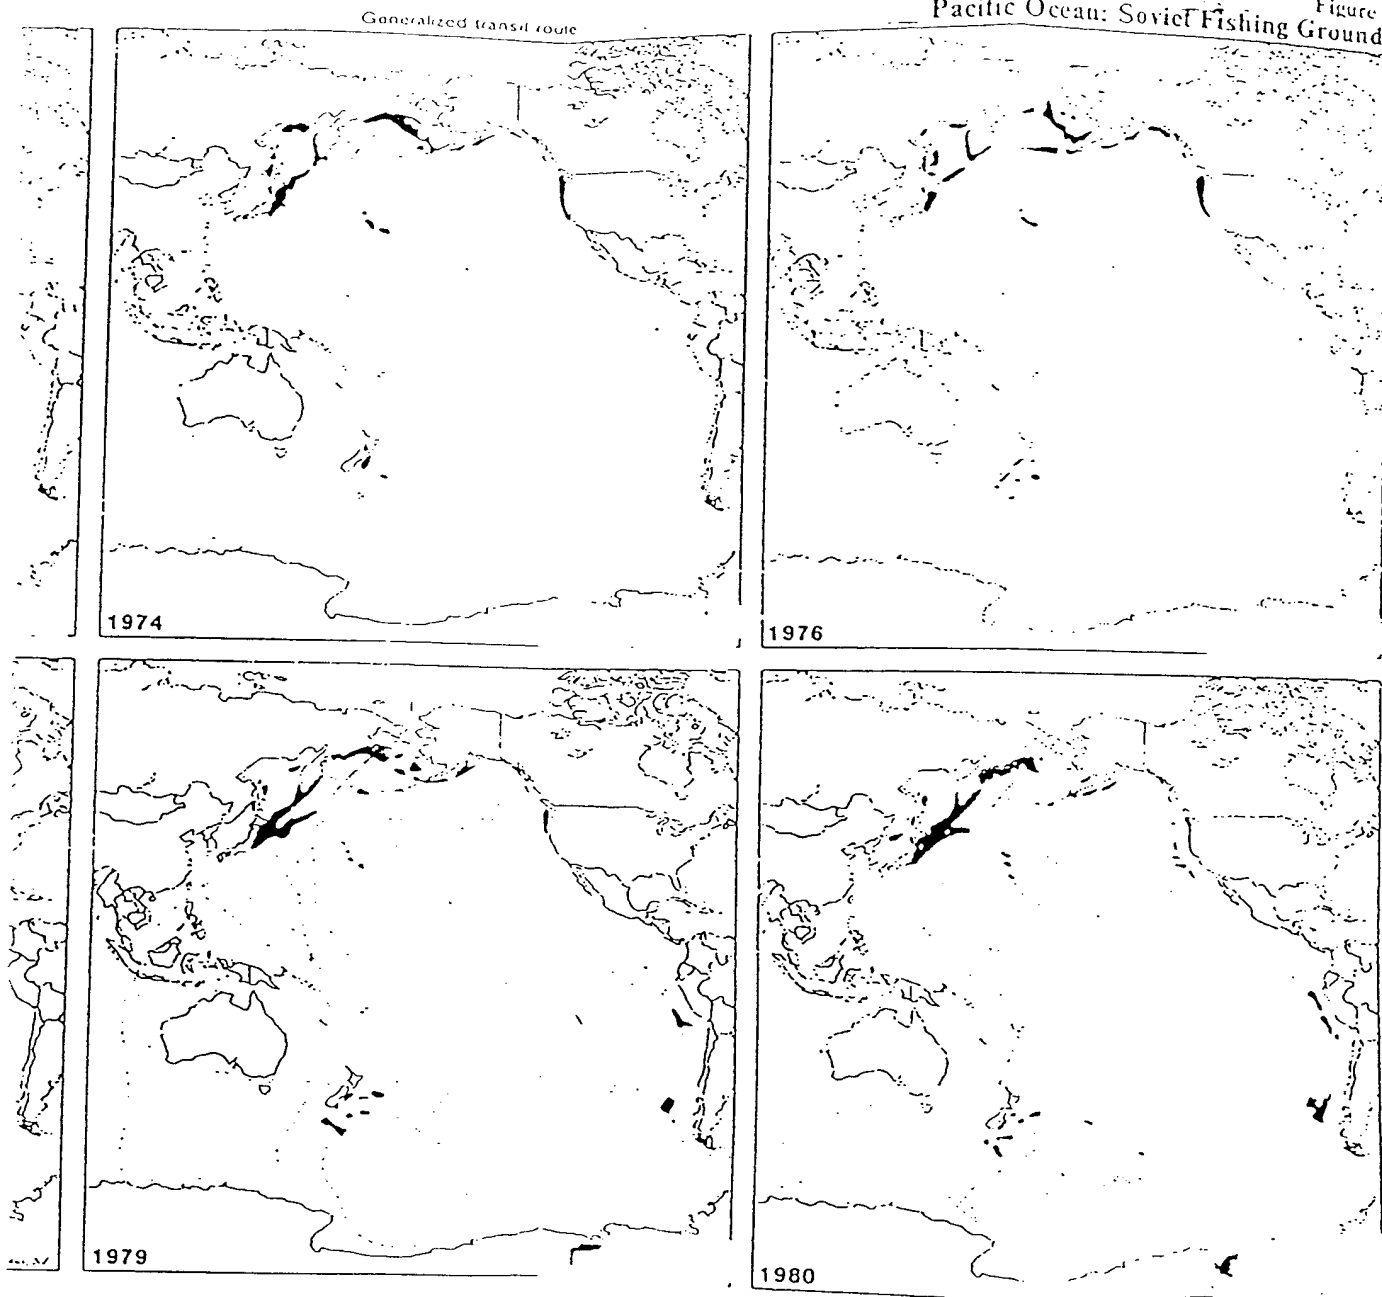 Figure
Pacific Ocean: Soviet Fishing Ground
Generalized transit route
1974
1976
1979
1980